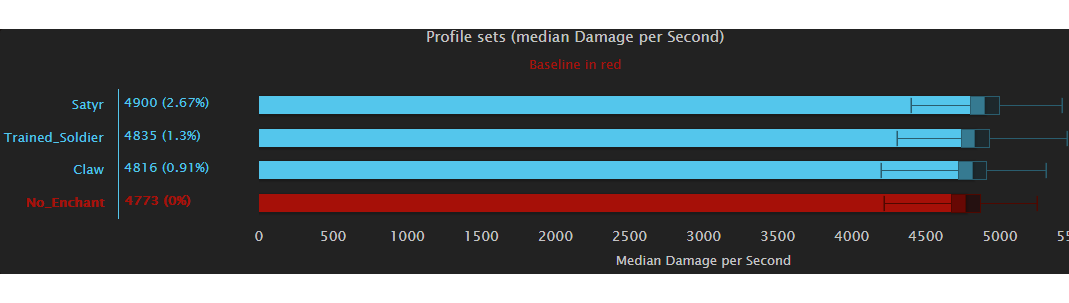 Profile sets (median Damage per Second)
Baseline in red
Satyr 4900 (2.67%)
Trained_Soldier 4835 (1.3%)
Claw 4816 (0.91%)
No_Enchant 4773 (0%)
0 500 1000 1500 2000 2500 3000 3500 4000 4500 5000
Median Damage per Second